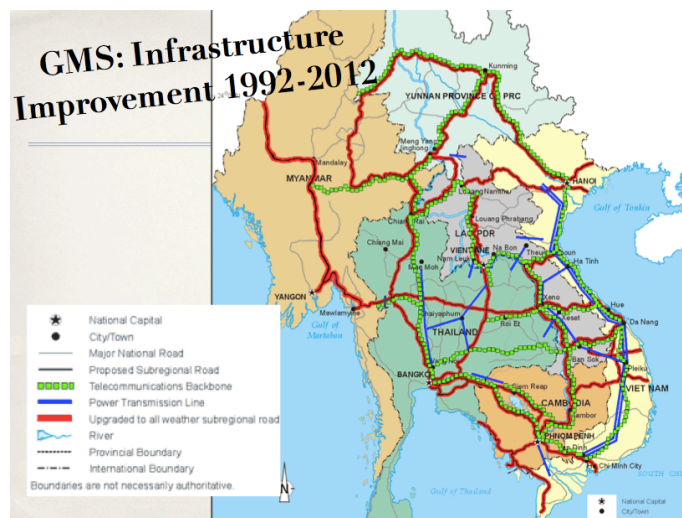 GMS: Infrastructure
Improvement 1992-2012
Kunming
YUNNAN PROVINCE
PRC
Meng Yan
Jinghong
Mandalay
MYANMAR
HANOI
Gulf of Tonkin
Louang Phrabang
Chiang Rai
LAO PDR
Chiang Mai
VIENTIANE
Na Bon
Nam Leuk
Ha Tinh
Mae Moh
YANGON
Mawlamyine
Xeno
Hue
Gulf of
Martaban
Chaiyaphum
Roi Et
Da Nang
THAILAND
Ban Sok
Pleiku
BANGKO
Siem Reap
VIET NAM
CAMBODIA
PHNOM PENH
Ho Chi Minh City
Gulf of Thailand
National Capital
City/Town
Major National Road
Proposed Subregional Road
Telecommunications Backbone
Power Transmission Line
Upgraded to all weather subregional road
River
Provincial Boundary
International Boundary
Boundaries are not necessarily authoritative.
N
National Capital
City/Town